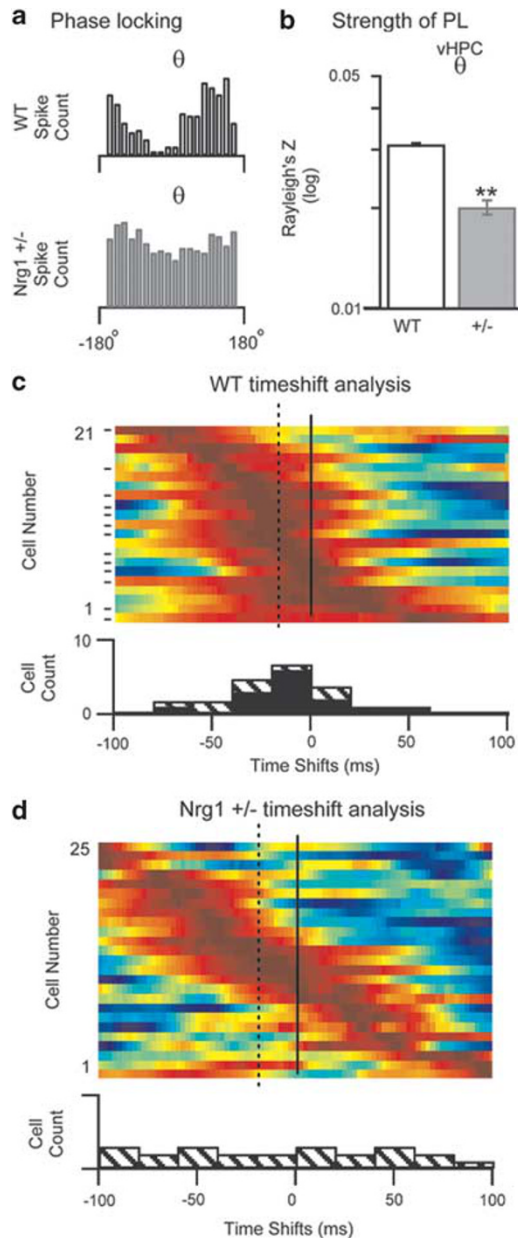 a Phase locking
θ
WT
Spike
Count
θ
Nrg1 +/-
Spike
Count
-180° 180°
b Strength of PL
vHPC
θ
0.05
Rayleigh's Z
(log)
**
0.01
WT +/-
c
WT timeshift analysis
21
Cell Number
1
10
Cell
Count
0
-100 -50 0 50 100
Time Shifts (ms)
d
Nrg1 +/- timeshift analysis
25
Cell Number
1
Cell
Count
-100 -60 0 60 100
Time Shifts (ms)